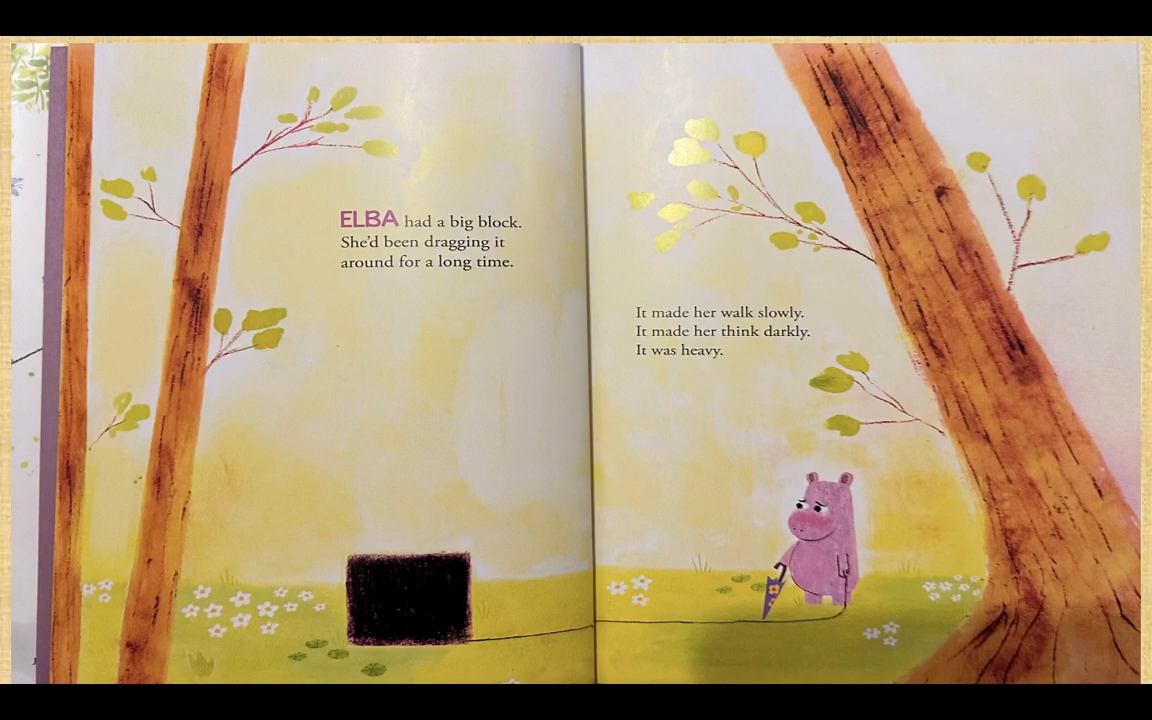 ELBA had a big block.
She'd been dragging it
around for a long time.
It made her walk slowly.
It made her think darkly.
It was heavy.